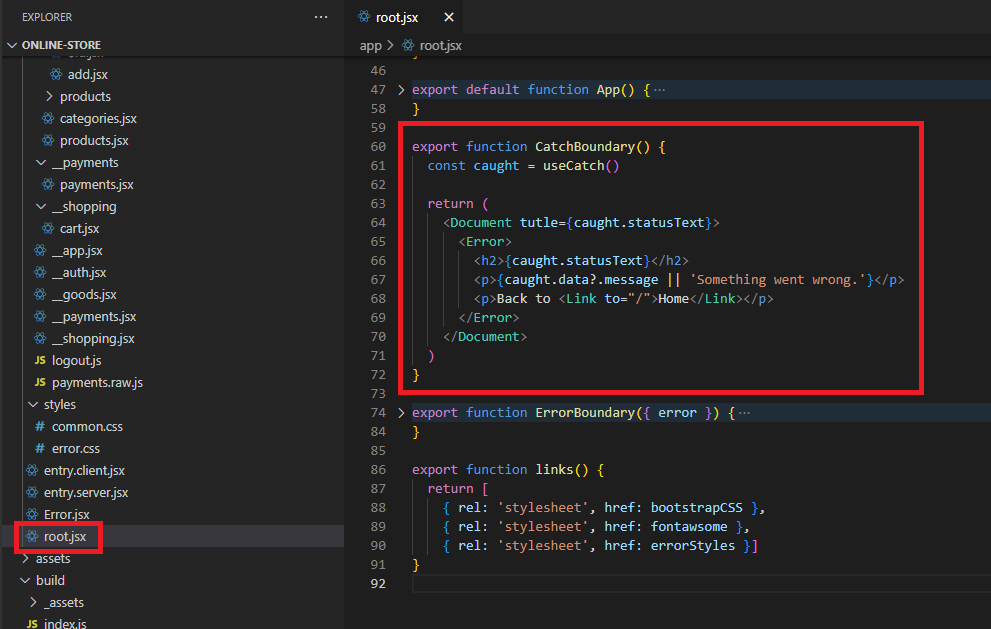 EXPLORER
ONLINE-STORE
add.jsx
products
categories.jsx
products.jsx
__payments
payments.jsx
__shopping
cart.jsx
__app.jsx
__auth.jsx
__goods.jsx
__payments.jsx
__shopping.jsx
JS logout.js
JS payments.raw.js
styles
# common.css
# error.css
entry.client.jsx
entry.server.jsx
Error.jsx
root.jsx
assets
build
_assets
JS index.js
root.jsx
app > root.jsx
46
47 export default function App() { ···
58 }
59
60 export function CatchBoundary() {
61 const caught = useCatch()
62
63 return (
64 <Document tutle={caught.statusText}>
65 <Error>
66 <h2>{caught.statusText}</h2>
67 <p>{caught.data?.message || 'Something went wrong.'}</p>
68 <p>Back to <Link to="/">Home</Link></p>
69 </Error>
70 </Document>
71 )
72 }
73
74 export function ErrorBoundary({ error }) { ···
84 }
85
86 export function links() {
87 return [
88 { rel: 'stylesheet', href: bootstrapCSS },
89 { rel: 'stylesheet', href: fontawsome },
90 { rel: 'stylesheet', href: errorStyles }]
91 }
92